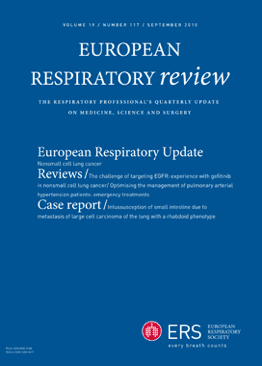 VOLUME 19 / NUMBER 117 / SEPTEMBER 2010
EUROPEAN
RESPIRATORY review
THE RESPIRATORY PROFESSIONAL'S QUARTERLY UPDATE
ON MEDICINE, SCIENCE AND SURGERY
European Respiratory Update
Nonsmall cell lung cancer
Reviews / The challenge of targeting EGFR: experience with gefitinib
in nonsmall cell lung cancer/ Optimising the management of pulmonary arterial
hypertension patients: emergency treatments
Case report / Intussusception of small intestine due to
metastasis of large cell carcinoma of the lung with a rhabdoid phenotype
ERS
EUROPEAN
RESPIRATORY
SOCIETY
every breath counts